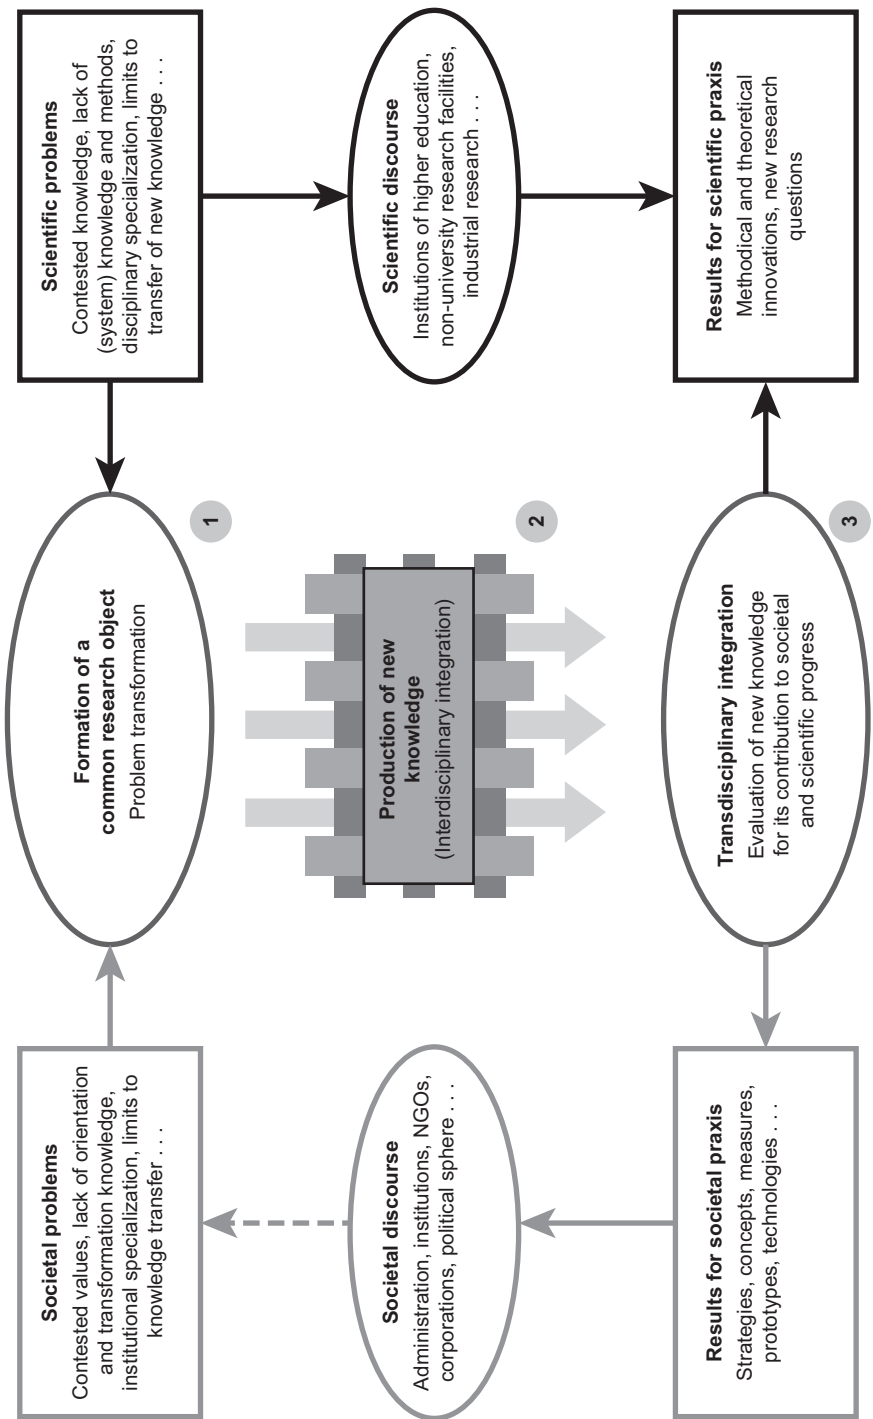 Societal problems
Contested values, lack of orientation
and transformation knowledge,
institutional specialization, limits to
knowledge transfer . . .
Formation of a
common research object
Problem transformation
1
Scientific problems
Contested knowledge, lack of
(system) knowledge and methods,
disciplinary specialization, limits to
transfer of new knowledge . . .
Societal discourse
Administration, institutions, NGOs,
corporations, political sphere . . .
Production of new
knowledge
(Interdisciplinary integration)
2
Scientific discourse
Institutions of higher education,
non-university research facilities,
industrial research . . .
Results for societal praxis
Strategies, concepts, measures,
prototypes, technologies . . .
Transdisciplinary integration
Evaluation of new knowledge
for its contribution to societal
and scientific progress
3
Results for scientific praxis
Methodical and theoretical
innovations, new research
questions